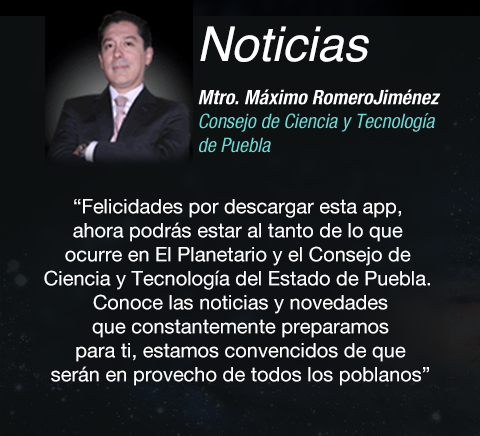 Noticias
Mtro. Máximo RomeroJiménez
Consejo de Ciencia y Tecnología
de Puebla
“Felicidades por descargar esta app,
ahora podrás estar al tanto de lo que
ocurre en El Planetario y el Consejo de
Ciencia y Tecnología del Estado de Puebla.
Conoce las noticias y novedades
que constantemente preparamos
para ti, estamos convencidos de que
serán en provecho de todos los poblanos”